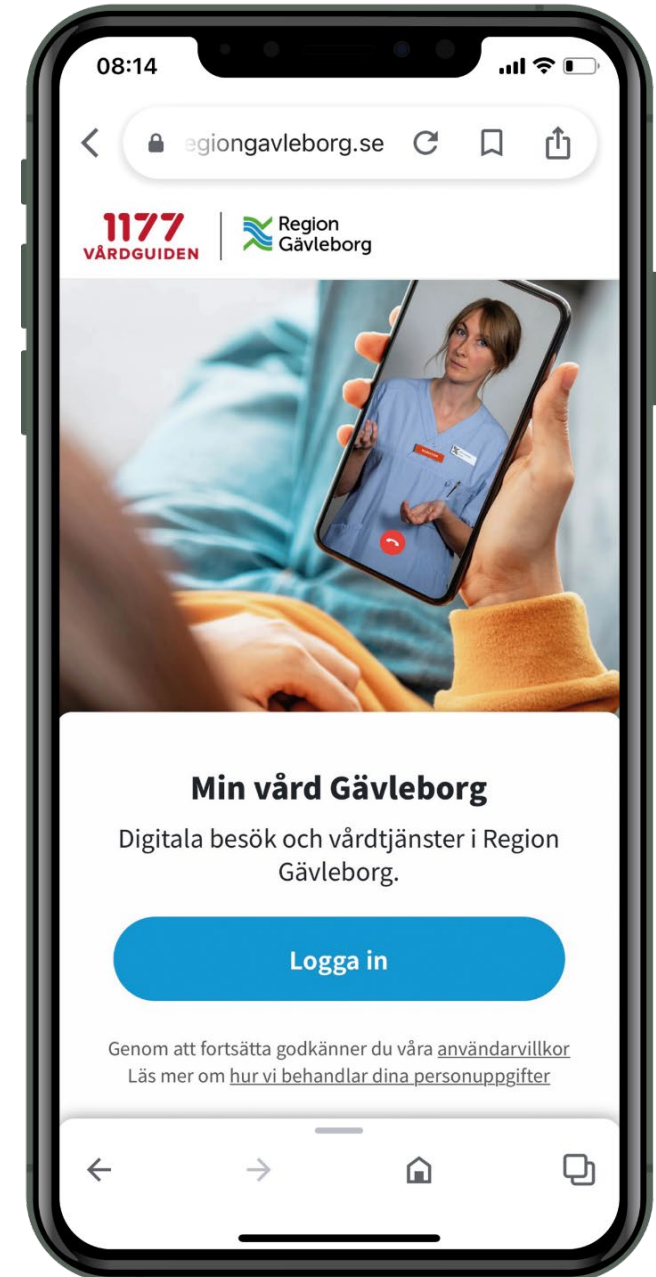 08:14
egiongavleborg.se
1177
VÅRDGUIDEN
Region
Gävleborg
Min vård Gävleborg
Digitala besök och vårdtjänster i Region
Gävleborg.
Logga in
Genom att fortsätta godkänner du våra användarvillkor
Läs mer om hur vi behandlar dina personuppgifter